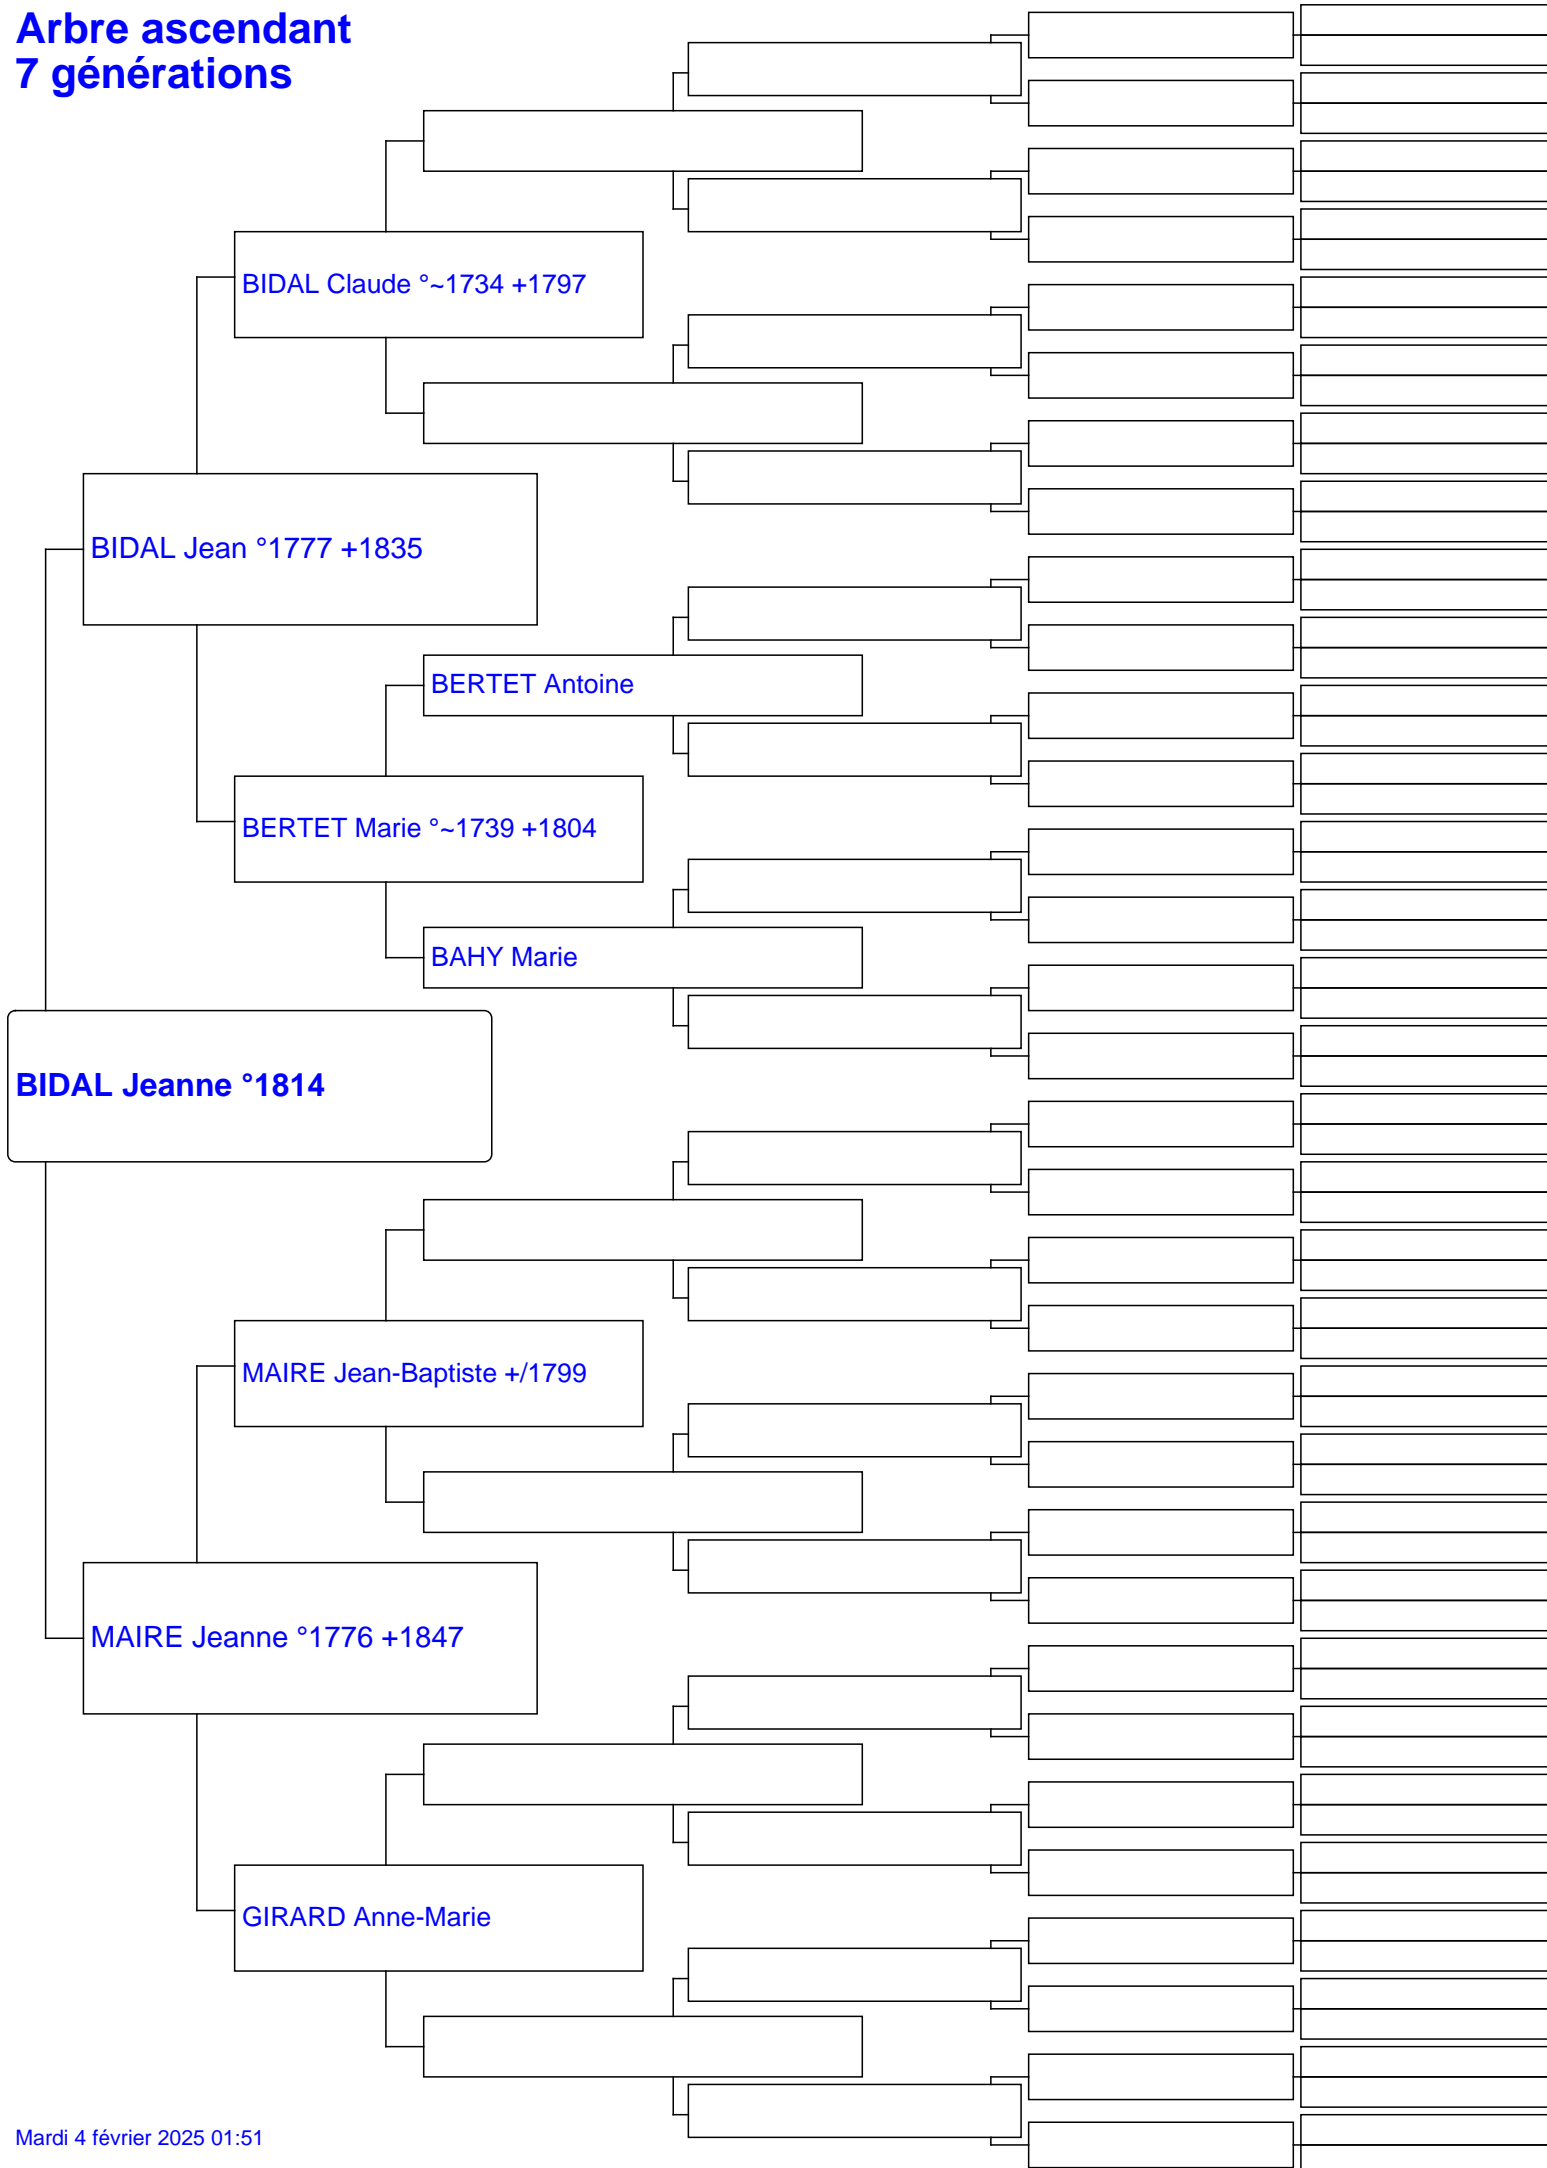 Arbre ascendant
7 générations
BIDAL Claude °~1734 +1797
BIDAL Jean °1777 +1835
BERTET Antoine
BERTET Marie °~1739 +1804
BAHY Marie
BIDAL Jeanne °1814
MAIRE Jean-Baptiste +/1799
MAIRE Jeanne °1776 +1847
GIRARD Anne-Marie
Mardi 4 février 2025 01:51